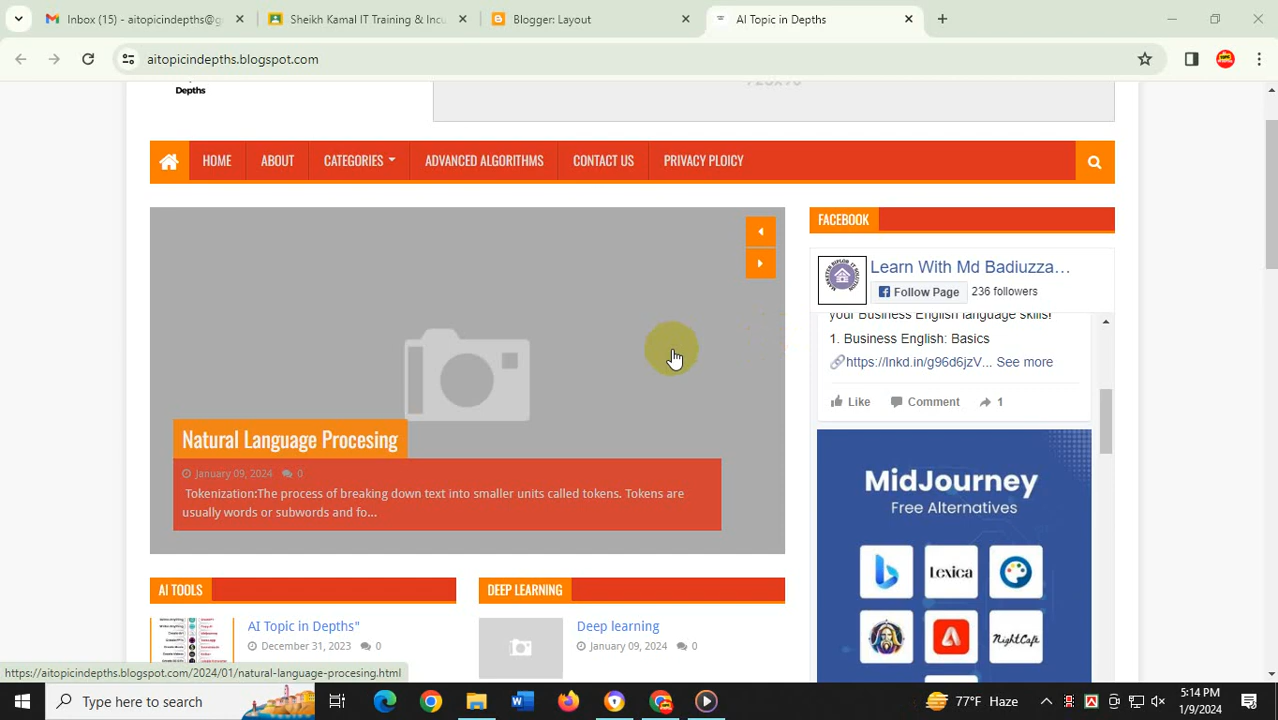 Inbox (15) - aitopicindepths@g
Sheikh Kamal IT Training & Incu
Blogger: Layout
AI Topic in Depths
aitopicindepths.blogspot.com
Depths
HOME
ABOUT
CATEGORIES
ADVANCED ALGORITHMS
CONTACT US
PRIVACY PLOICY
FACEBOOK
Learn With Md Badiuzza...
Follow Page
236 followers
your Business English language skills!
1. Business English: Basics
https://lnkd.in/g96d6jzV... See more
Like
Comment
1
Natural Language Procesing
January 09, 2024
0
Tokenization:The process of breaking down text into smaller units called tokens. Tokens are
usually words or subwords and fo...
MidJourney
Free Alternatives
Lexica
NightCafe
AI TOOLS
DEEP LEARNING
AI Topic in Depths"
December 31, 2023
0
Deep learning
January 09, 2024
0
https://aitopicindepths.blogspot.com/2024/01/natural-language-procesing.html
Type here to search
77°F Haze
5:14 PM
1/9/2024